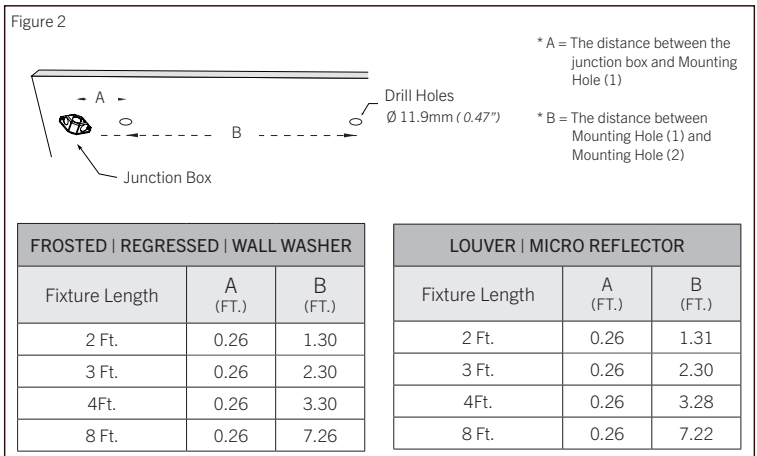 Figure 2
* A = The distance between the
junction box and Mounting
Hole (1)
* B = The distance between
Mounting Hole (1) and
Mounting Hole (2)
A
B
Drill Holes
Ø 11.9mm (0.47")
Junction Box
FROSTED | REGRESSED | WALL WASHER
Fixture Length A (FT.) B (FT.)
2 Ft. 0.26 1.30
3 Ft. 0.26 2.30
4Ft. 0.26 3.30
8 Ft. 0.26 7.26
LOUVER | MICRO REFLECTOR
Fixture Length A (FT.) B (FT.)
2 Ft. 0.26 1.31
3 Ft. 0.26 2.30
4Ft. 0.26 3.28
8 Ft. 0.26 7.22